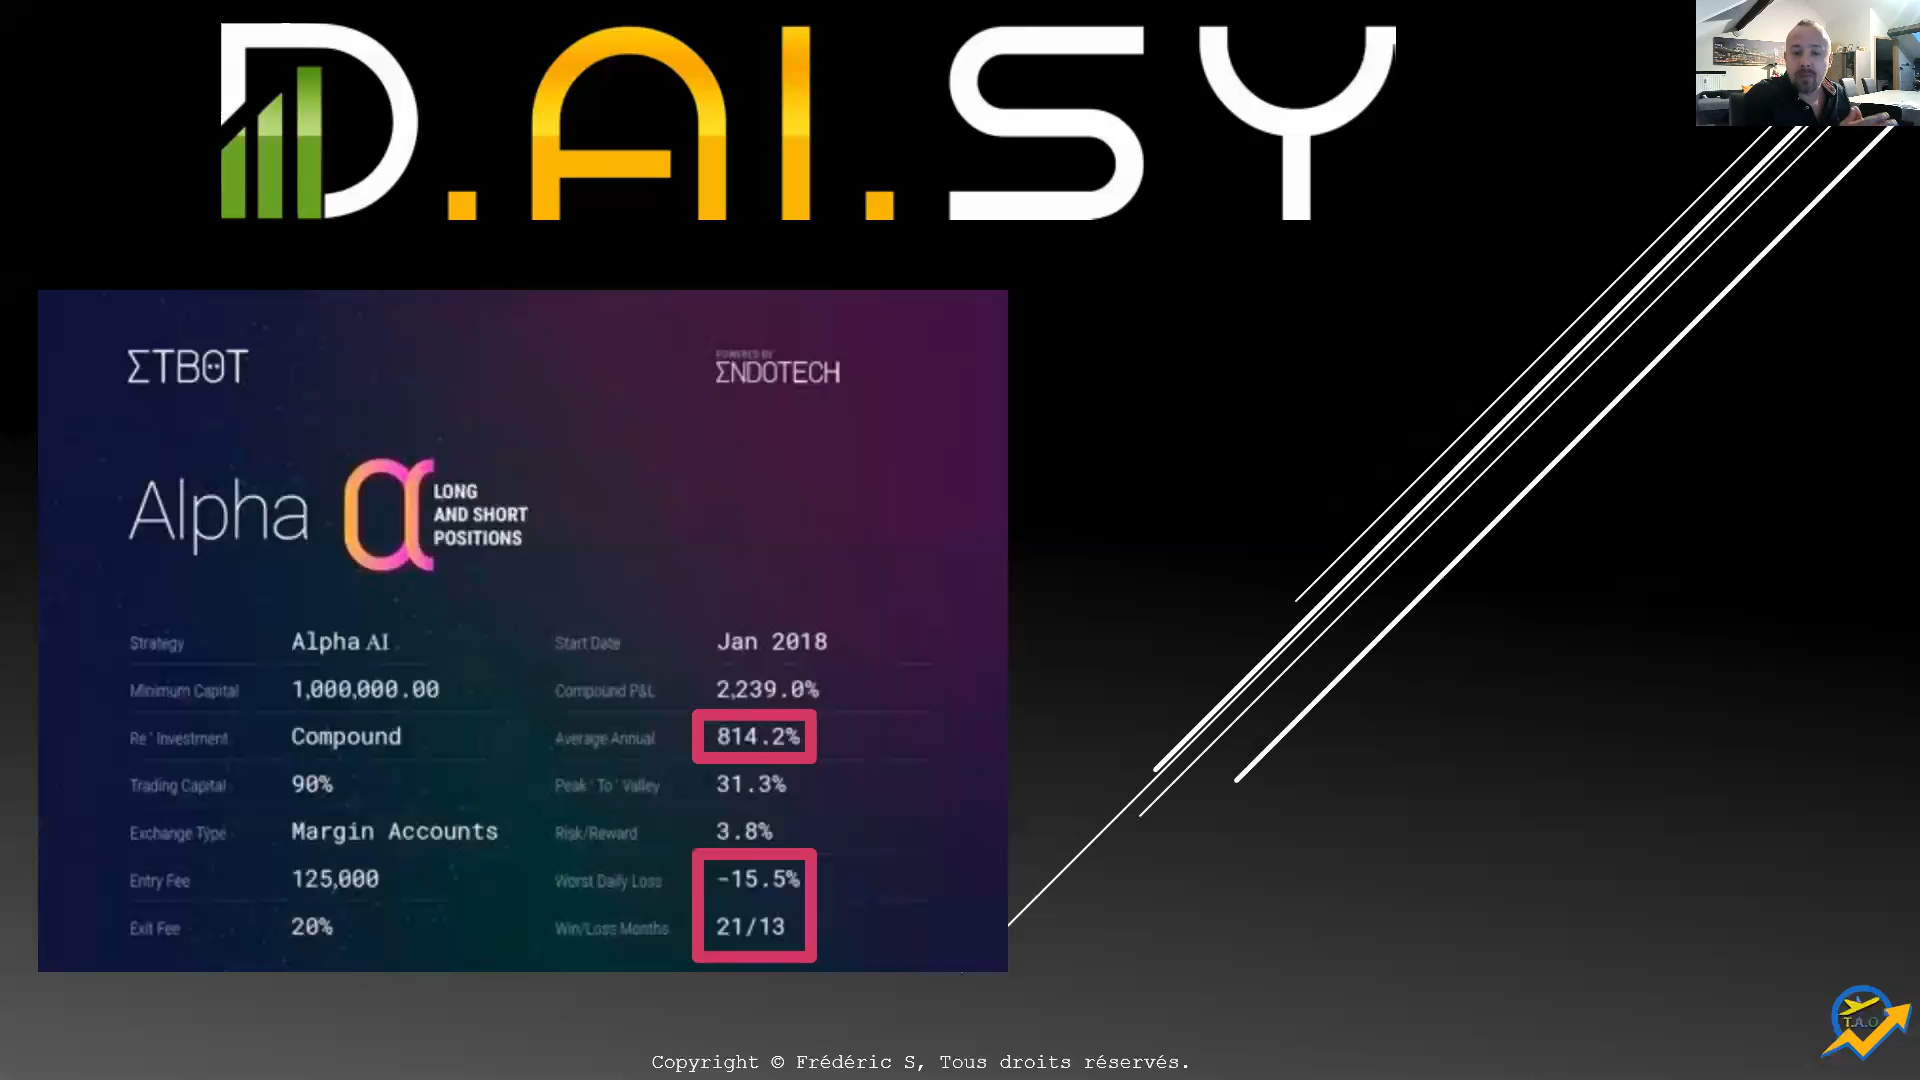 D.AI.SY
ΣTBOT
POWERED BY
ΣNDOTECH
Alpha α
LONG
AND SHORT
POSITIONS
Strategy Alpha AI Start Date Jan 2018
Minimum Capital 1,000,000.00 Compound P&L 2,239.0%
Re'Investment Compound Average Annual 814.2%
Trading Capital 90% Peak'To'Valley 31.3%
Exchange Type Margin Accounts Risk/Reward 3.8%
Entry Fee 125,000 Worst Daily Loss -15.5%
Exit Fee 20% Win/Loss Months 21/13
T.A.O
Copyright © Frédéric S, Tous droits réservés.